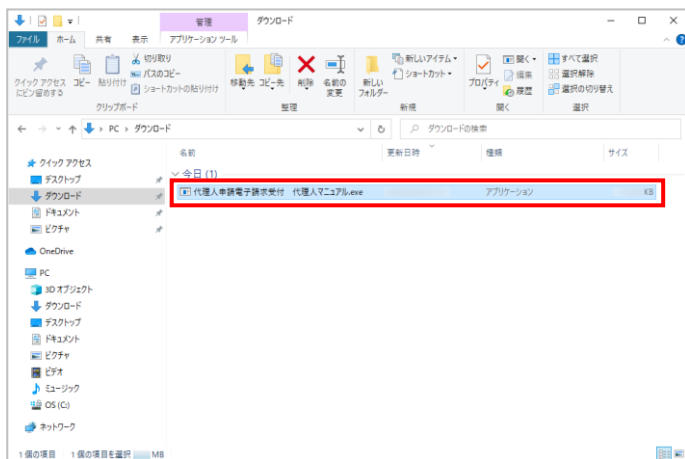 管理 ダウンロード
ファイル ホーム 共有 表示 アプリケーション ツール
クイック アクセス
にピン留めする
コピー
貼り付け
切り取り
パスのコピー
ショートカットの貼り付け
クリップボード
移動先 コピー先 削除 名前の
変更
整理
新しい
フォルダー
新しいアイテム
ショートカット
新規
プロパティ
開く
編集
履歴
開く
すべて選択
選択解除
選択の切り替え
選択
PC › ダウンロード
ダウンロードの検索
名前 更新日時 種類 サイズ
今日 (1)
代理人申請電子請求受付 代理人マニュアル.exe アプリケーション KB
クイック アクセス
デスクトップ
ダウンロード
ドキュメント
ピクチャ
OneDrive
PC
3D オブジェクト
ダウンロード
デスクトップ
ドキュメント
ピクチャ
ビデオ
ミュージック
OS (C:)
ネットワーク
1 個の項目 1 個の項目を選択 MB